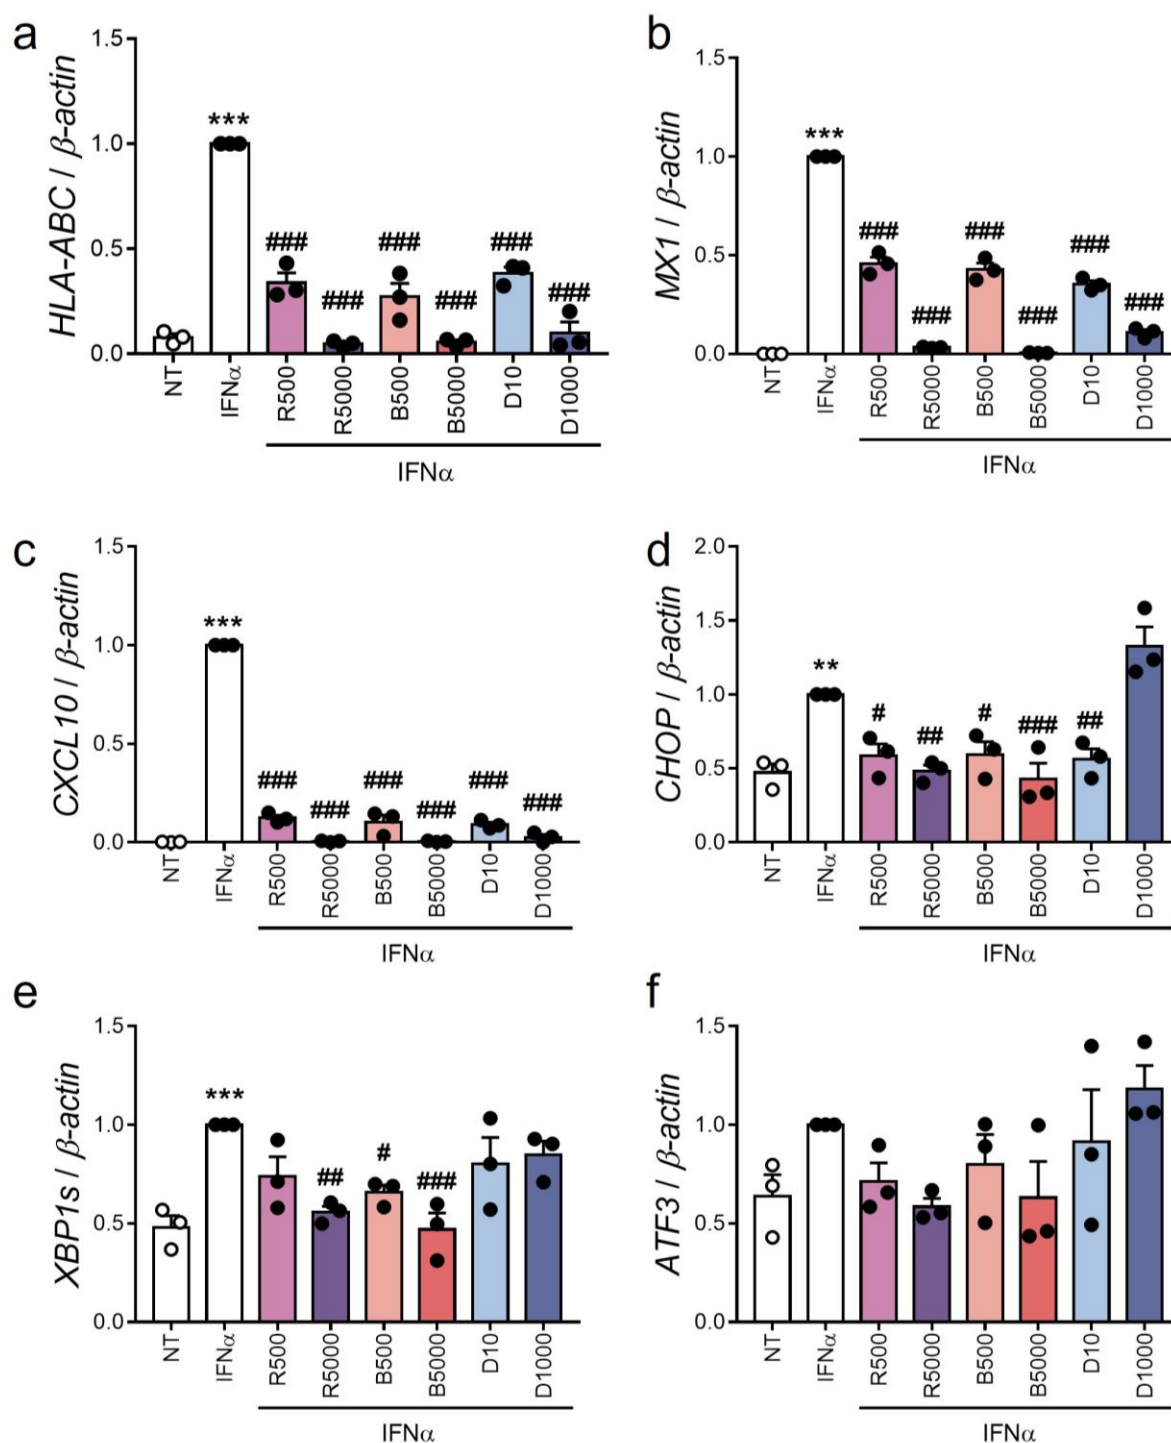 a
HLA-ABC / β-actin
1.5
1.0
0.5
0.0
***
###
###
###
###
###
###
NT
IFNα
R500
R5000
B500
B5000
D10
D1000
IFNα
b
MX1 / β-actin
1.5
1.0
0.5
0.0
***
###
###
###
###
###
###
NT
IFNα
R500
R5000
B500
B5000
D10
D1000
IFNα
c
CXCL10 / β-actin
1.5
1.0
0.5
0.0
***
###
###
###
###
###
###
NT
IFNα
R500
R5000
B500
B5000
D10
D1000
IFNα
d
CHOP / β-actin
2.0
1.5
1.0
0.5
0.0
**
#
##
#
###
##
NT
IFNα
R500
R5000
B500
B5000
D10
D1000
IFNα
e
XBP1s / β-actin
1.5
1.0
0.5
0.0
***
##
#
###
NT
IFNα
R500
R5000
B500
B5000
D10
D1000
IFNα
f
ATF3 / β-actin
1.5
1.0
0.5
0.0
NT
IFNα
R500
R5000
B500
B5000
D10
D1000
IFNα